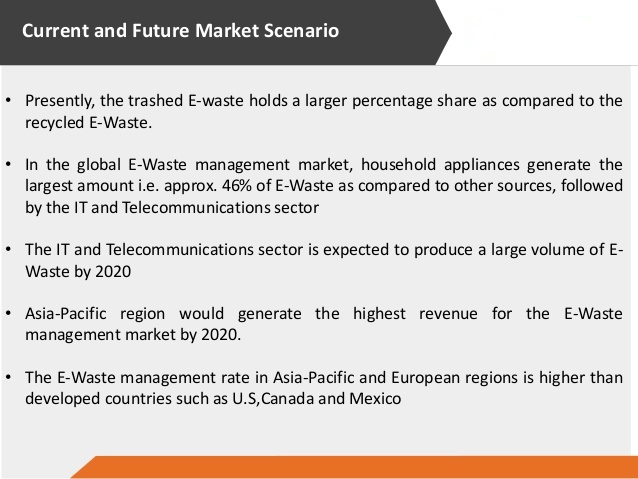 Current and Future Market Scenario
• Presently, the trashed E-waste holds a larger percentage share as compared to the
recycled E-Waste.
• In the global E-Waste management market, household appliances generate the
largest amount i.e. approx. 46% of E-Waste as compared to other sources, followed
by the IT and Telecommunications sector
• The IT and Telecommunications sector is expected to produce a large volume of E-
Waste by 2020
• Asia-Pacific region would generate the highest revenue for the E-Waste
management market by 2020.
• The E-Waste management rate in Asia-Pacific and European regions is higher than
developed countries such as U.S,Canada and Mexico